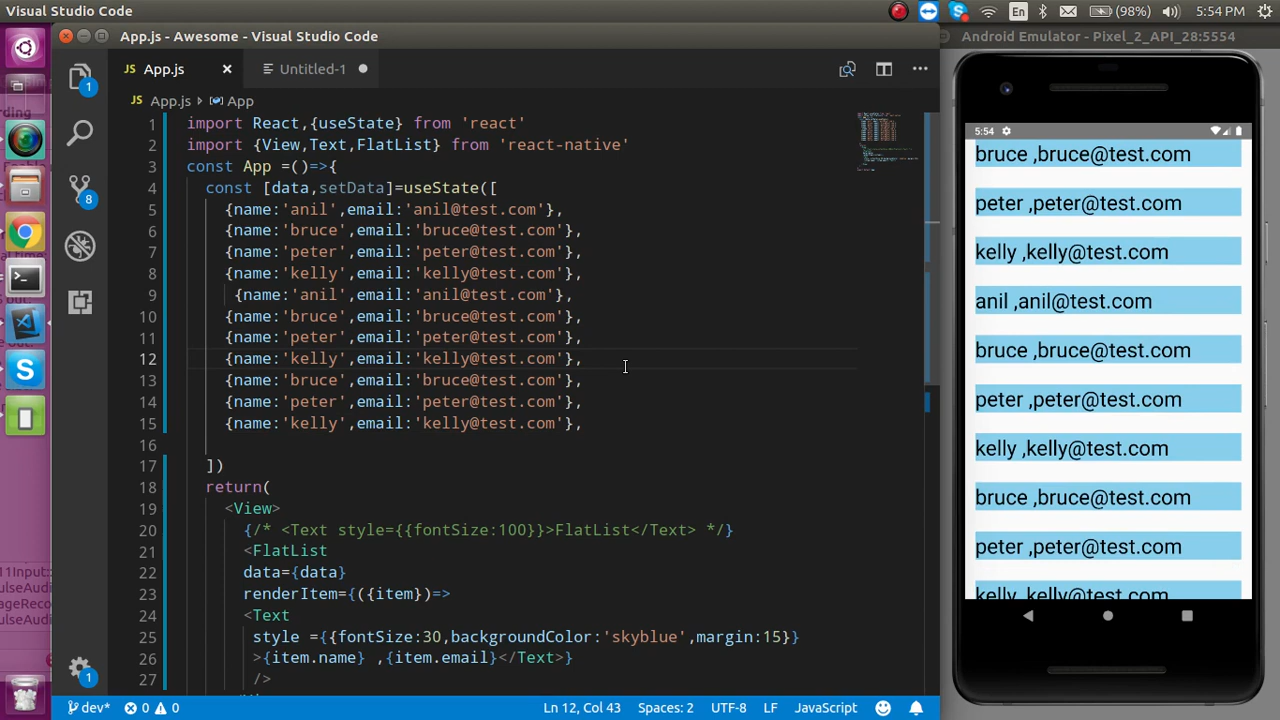 Visual Studio Code
En
(98%)
5:54 PM
App.js - Awesome - Visual Studio Code
Android Emulator - Pixel_2_API_28:5554
JS App.js ×
Untitled-1
JS App.js > App
1 import React,{useState} from 'react'
2 import {View,Text,FlatList} from 'react-native'
3 const App =()=>{
4 const [data,setData]=useState([
5 {name:'anil',email:'anil@test.com'},
6 {name:'bruce',email:'bruce@test.com'},
7 {name:'peter',email:'peter@test.com'},
8 {name:'kelly',email:'kelly@test.com'},
9 {name:'anil',email:'anil@test.com'},
10 {name:'bruce',email:'bruce@test.com'},
11 {name:'peter',email:'peter@test.com'},
12 {name:'kelly',email:'kelly@test.com'},
13 {name:'bruce',email:'bruce@test.com'},
14 {name:'peter',email:'peter@test.com'},
15 {name:'kelly',email:'kelly@test.com'},
16
17 ])
18 return(
19 <View>
20 {/* <Text style={{fontSize:100}}>FlatList</Text> */}
21 <FlatList
22 data={data}
23 renderItem={({item})=>
24 <Text
25 style ={{fontSize:30,backgroundColor:'skyblue',margin:15}}
26 >{item.name} ,{item.email}</Text>}
27 />
1
8
1
dev*
0
0
Ln 12, Col 43
Spaces: 2
UTF-8
LF
JavaScript
5:54
bruce ,bruce@test.com
peter ,peter@test.com
kelly ,kelly@test.com
anil ,anil@test.com
bruce ,bruce@test.com
peter ,peter@test.com
kelly ,kelly@test.com
bruce ,bruce@test.com
peter ,peter@test.com
kelly ,kelly@test.com